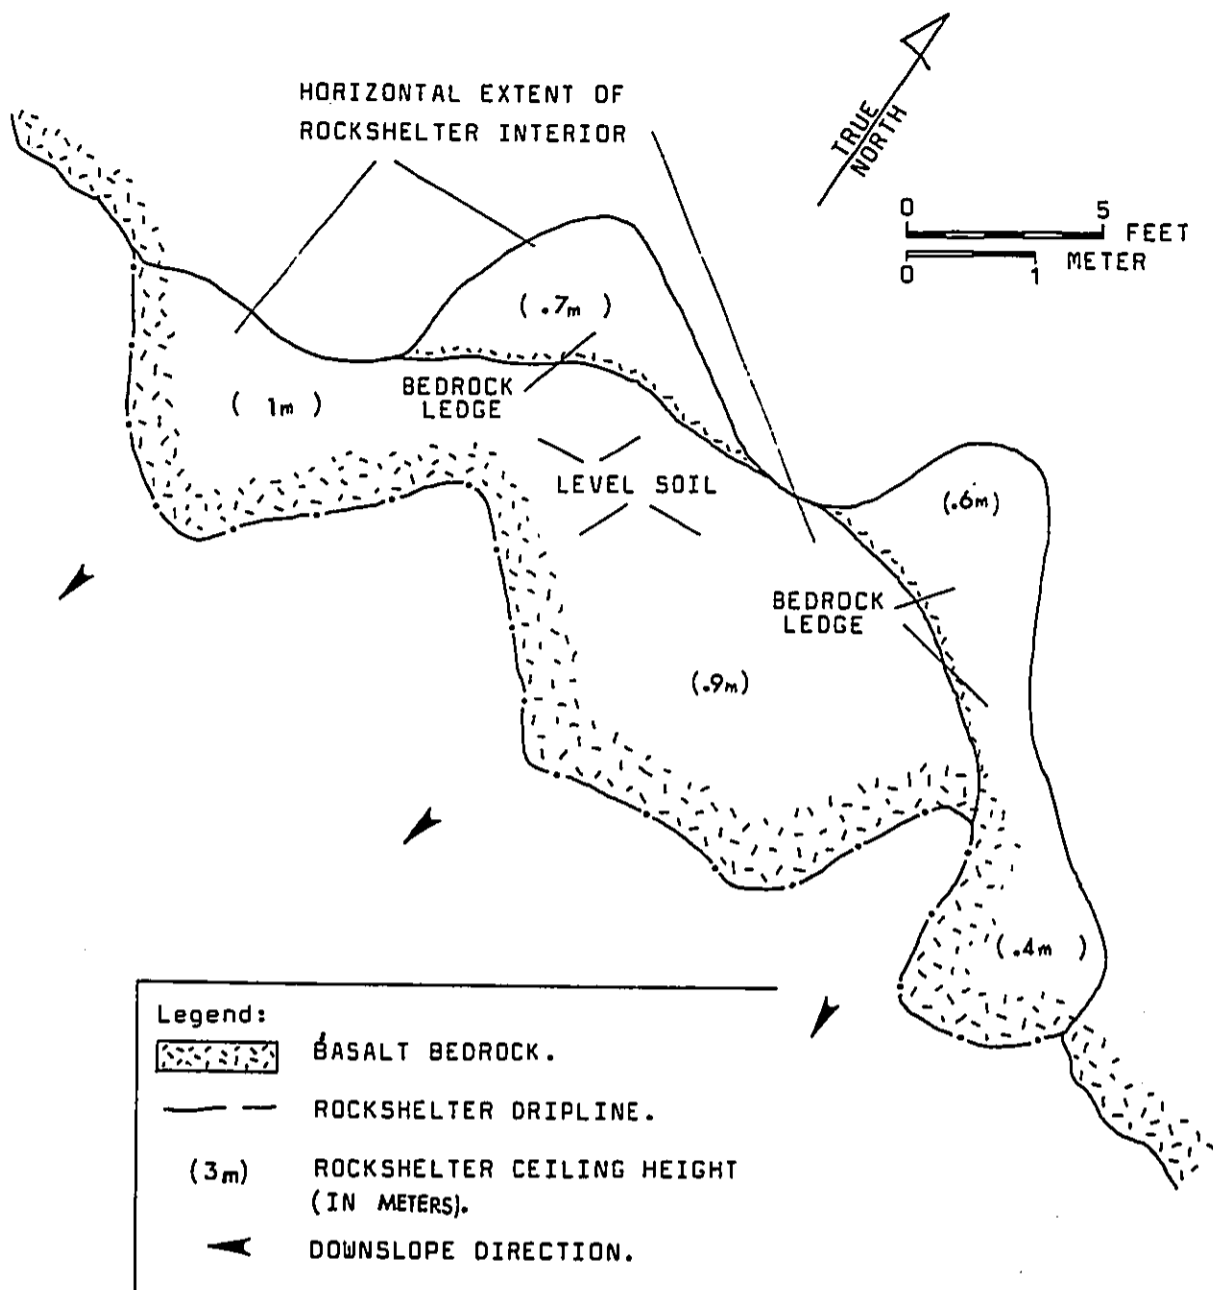 HORIZONTAL EXTENT OF
ROCKSHELTER INTERIOR
TRUE
NORTH
0 5
FEET
METER
0 1
(.7m)
BEDROCK
LEDGE
(1m)
LEVEL SOIL
(.6m)
BEDROCK
LEDGE
(.9m)
(.4m)
Legend:
BASALT BEDROCK.
ROCKSHELTER DRIPLINE.
(3m) ROCKSHELTER CEILING HEIGHT
(IN METERS).
DOWNSLOPE DIRECTION.